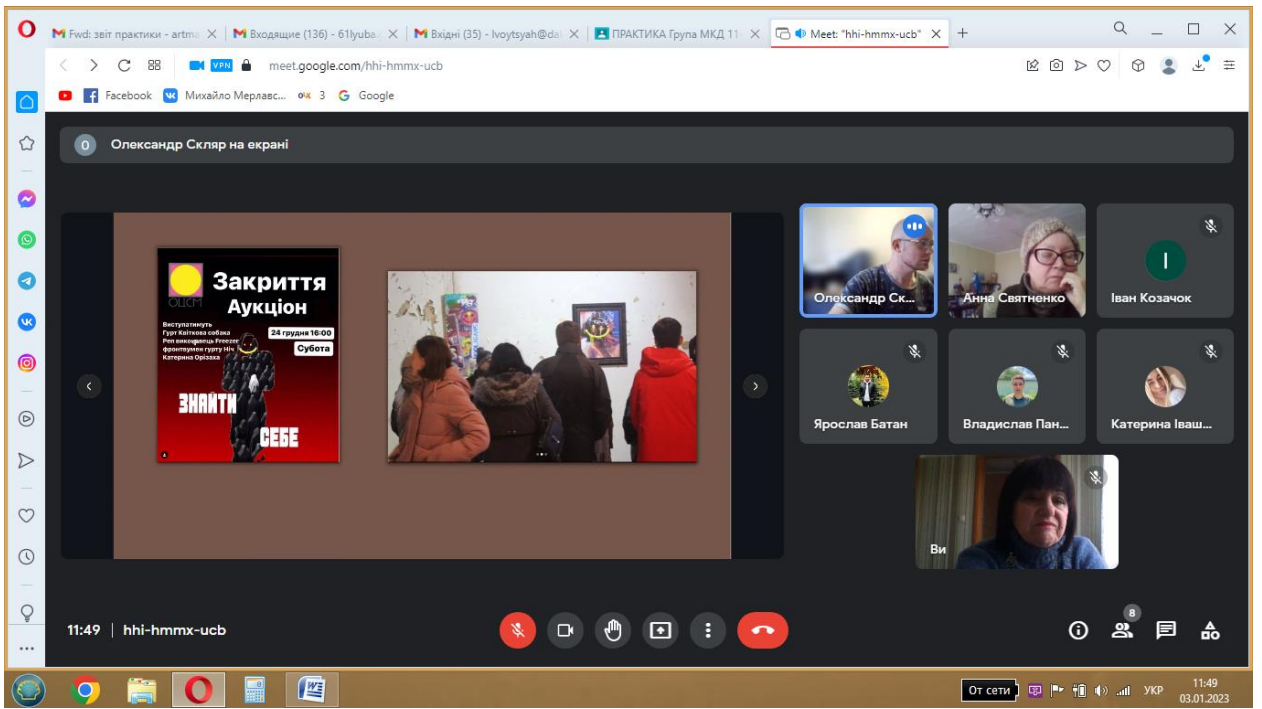 Fwd: звіт практики - artma
Входящие (136) - 61lyuba.
Вхідні (35) - lvoytsyah@da
ПРАКТИКА Група МКД 11
Meet: "hhi-hmmx-ucb"
VPN
meet.google.com/hhi-hmmx-ucb
Facebook
Михайло Мерлавс...
3
Google
О
Олександр Скляр на екрані
ОЦСМ
Закриття
Аукціон
Виступатимуть
Гурт Квіткова собака
Реп виконавець Freezer
фронтвумен гурту Ніч
Катерина Орізаха
24 грудня 16:00
Субота
ЗНАЙТИ
СЕБЕ
Олександр Ск...
Анна Святненко
І
Іван Козачок
Ярослав Батан
Владислав Пан...
Катерина Іваш...
Ви
11:49 | hhi-hmmx-ucb
8
От сети
УКР
11:49
03.01.2023